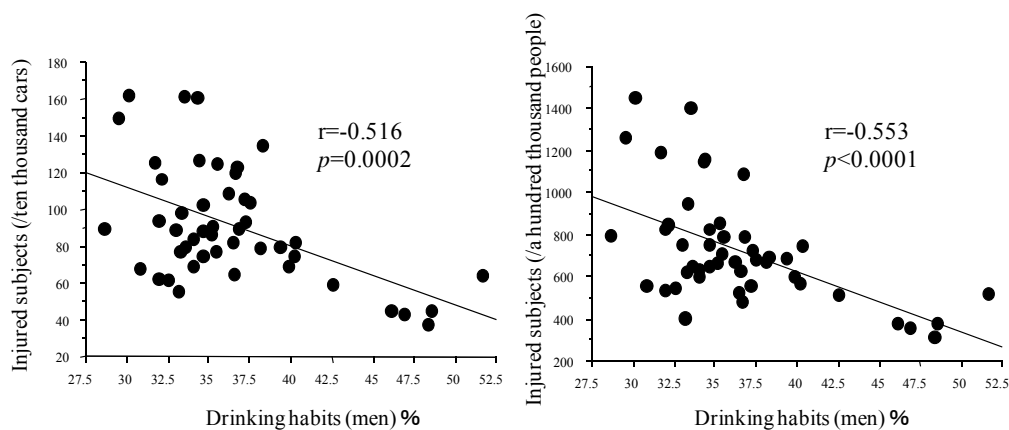 Injured subjects (/ten thousand cars)
180
160
140
120
100
80
60
40
20
27.5 30 32.5 35 37.5 40 42.5 45 47.5 50 52.5
Drinking habits (men) %
r=-0.516
p=0.0002
Injured subjects (/a hundred thousand people)
1600
1400
1200
1000
800
600
400
200
27.5 30 32.5 35 37.5 40 42.5 45 47.5 50 52.5
Drinking habits (men) %
r=-0.553
p<0.0001